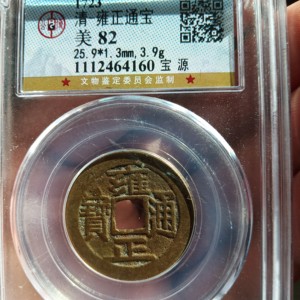 1723
清 雍正通宝
美 82
25.9*1.3mm, 3.9g
1112464160 宝 源
★ 文物鉴定委员会监制 ★
雍正通寶